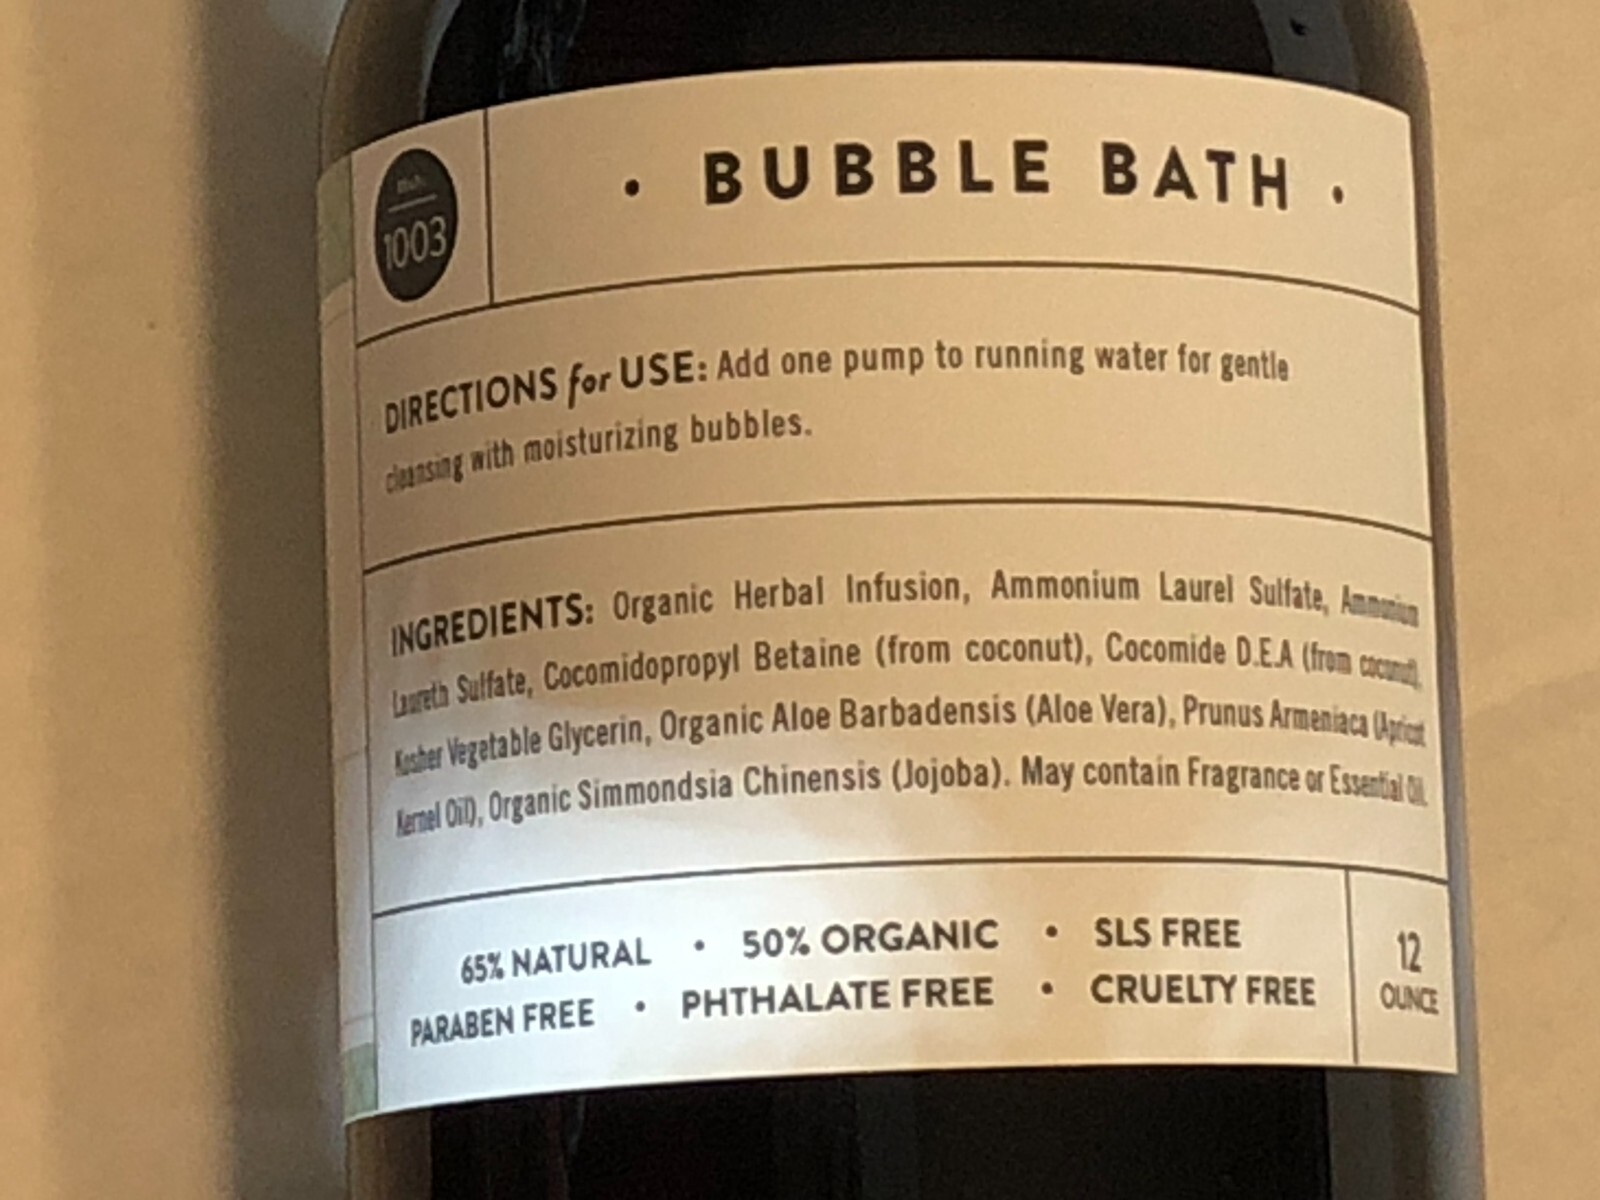 1003
• BUBBLE BATH •
DIRECTIONS for USE: Add one pump to running water for gentle
cleansing with moisturizing bubbles.
INGREDIENTS: Organic Herbal Infusion, Ammonium Laurel Sulfate, Ammonium
Laureth Sulfate, Cocomidopropyl Betaine (from coconut), Cocomide D.E.A (from coconut),
Kosher Vegetable Glycerin, Organic Aloe Barbadensis (Aloe Vera), Prunus Armeniaca (Apricot
Kernel Oil), Organic Simmondsia Chinensis (Jojoba). May contain Fragrance or Essential Oil.
65% NATURAL • 50% ORGANIC • SLS FREE
PARABEN FREE • PHTHALATE FREE • CRUELTY FREE
12
OUNCE